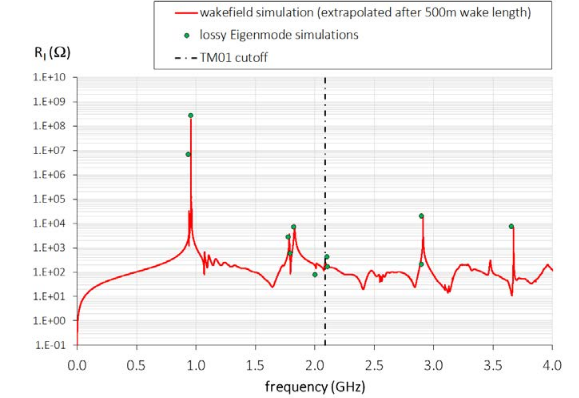 wakefield simulation (extrapolated after 500m wake length)
lossy Eigenmode simulations
TM01 cutoff
R_l (Ω)
1.E+10
1.E+09
1.E+08
1.E+07
1.E+06
1.E+05
1.E+04
1.E+03
1.E+02
1.E+01
1.E+00
1.E-01
0.0 0.5 1.0 1.5 2.0 2.5 3.0 3.5 4.0
frequency (GHz)